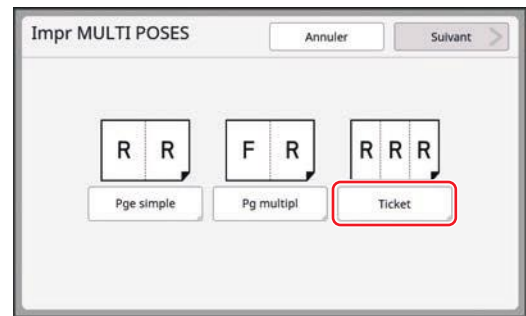 Impr MULTI POSES
Annuler
Suivant
R R
F R
R R R
Pge simple
Pg multipl
Ticket